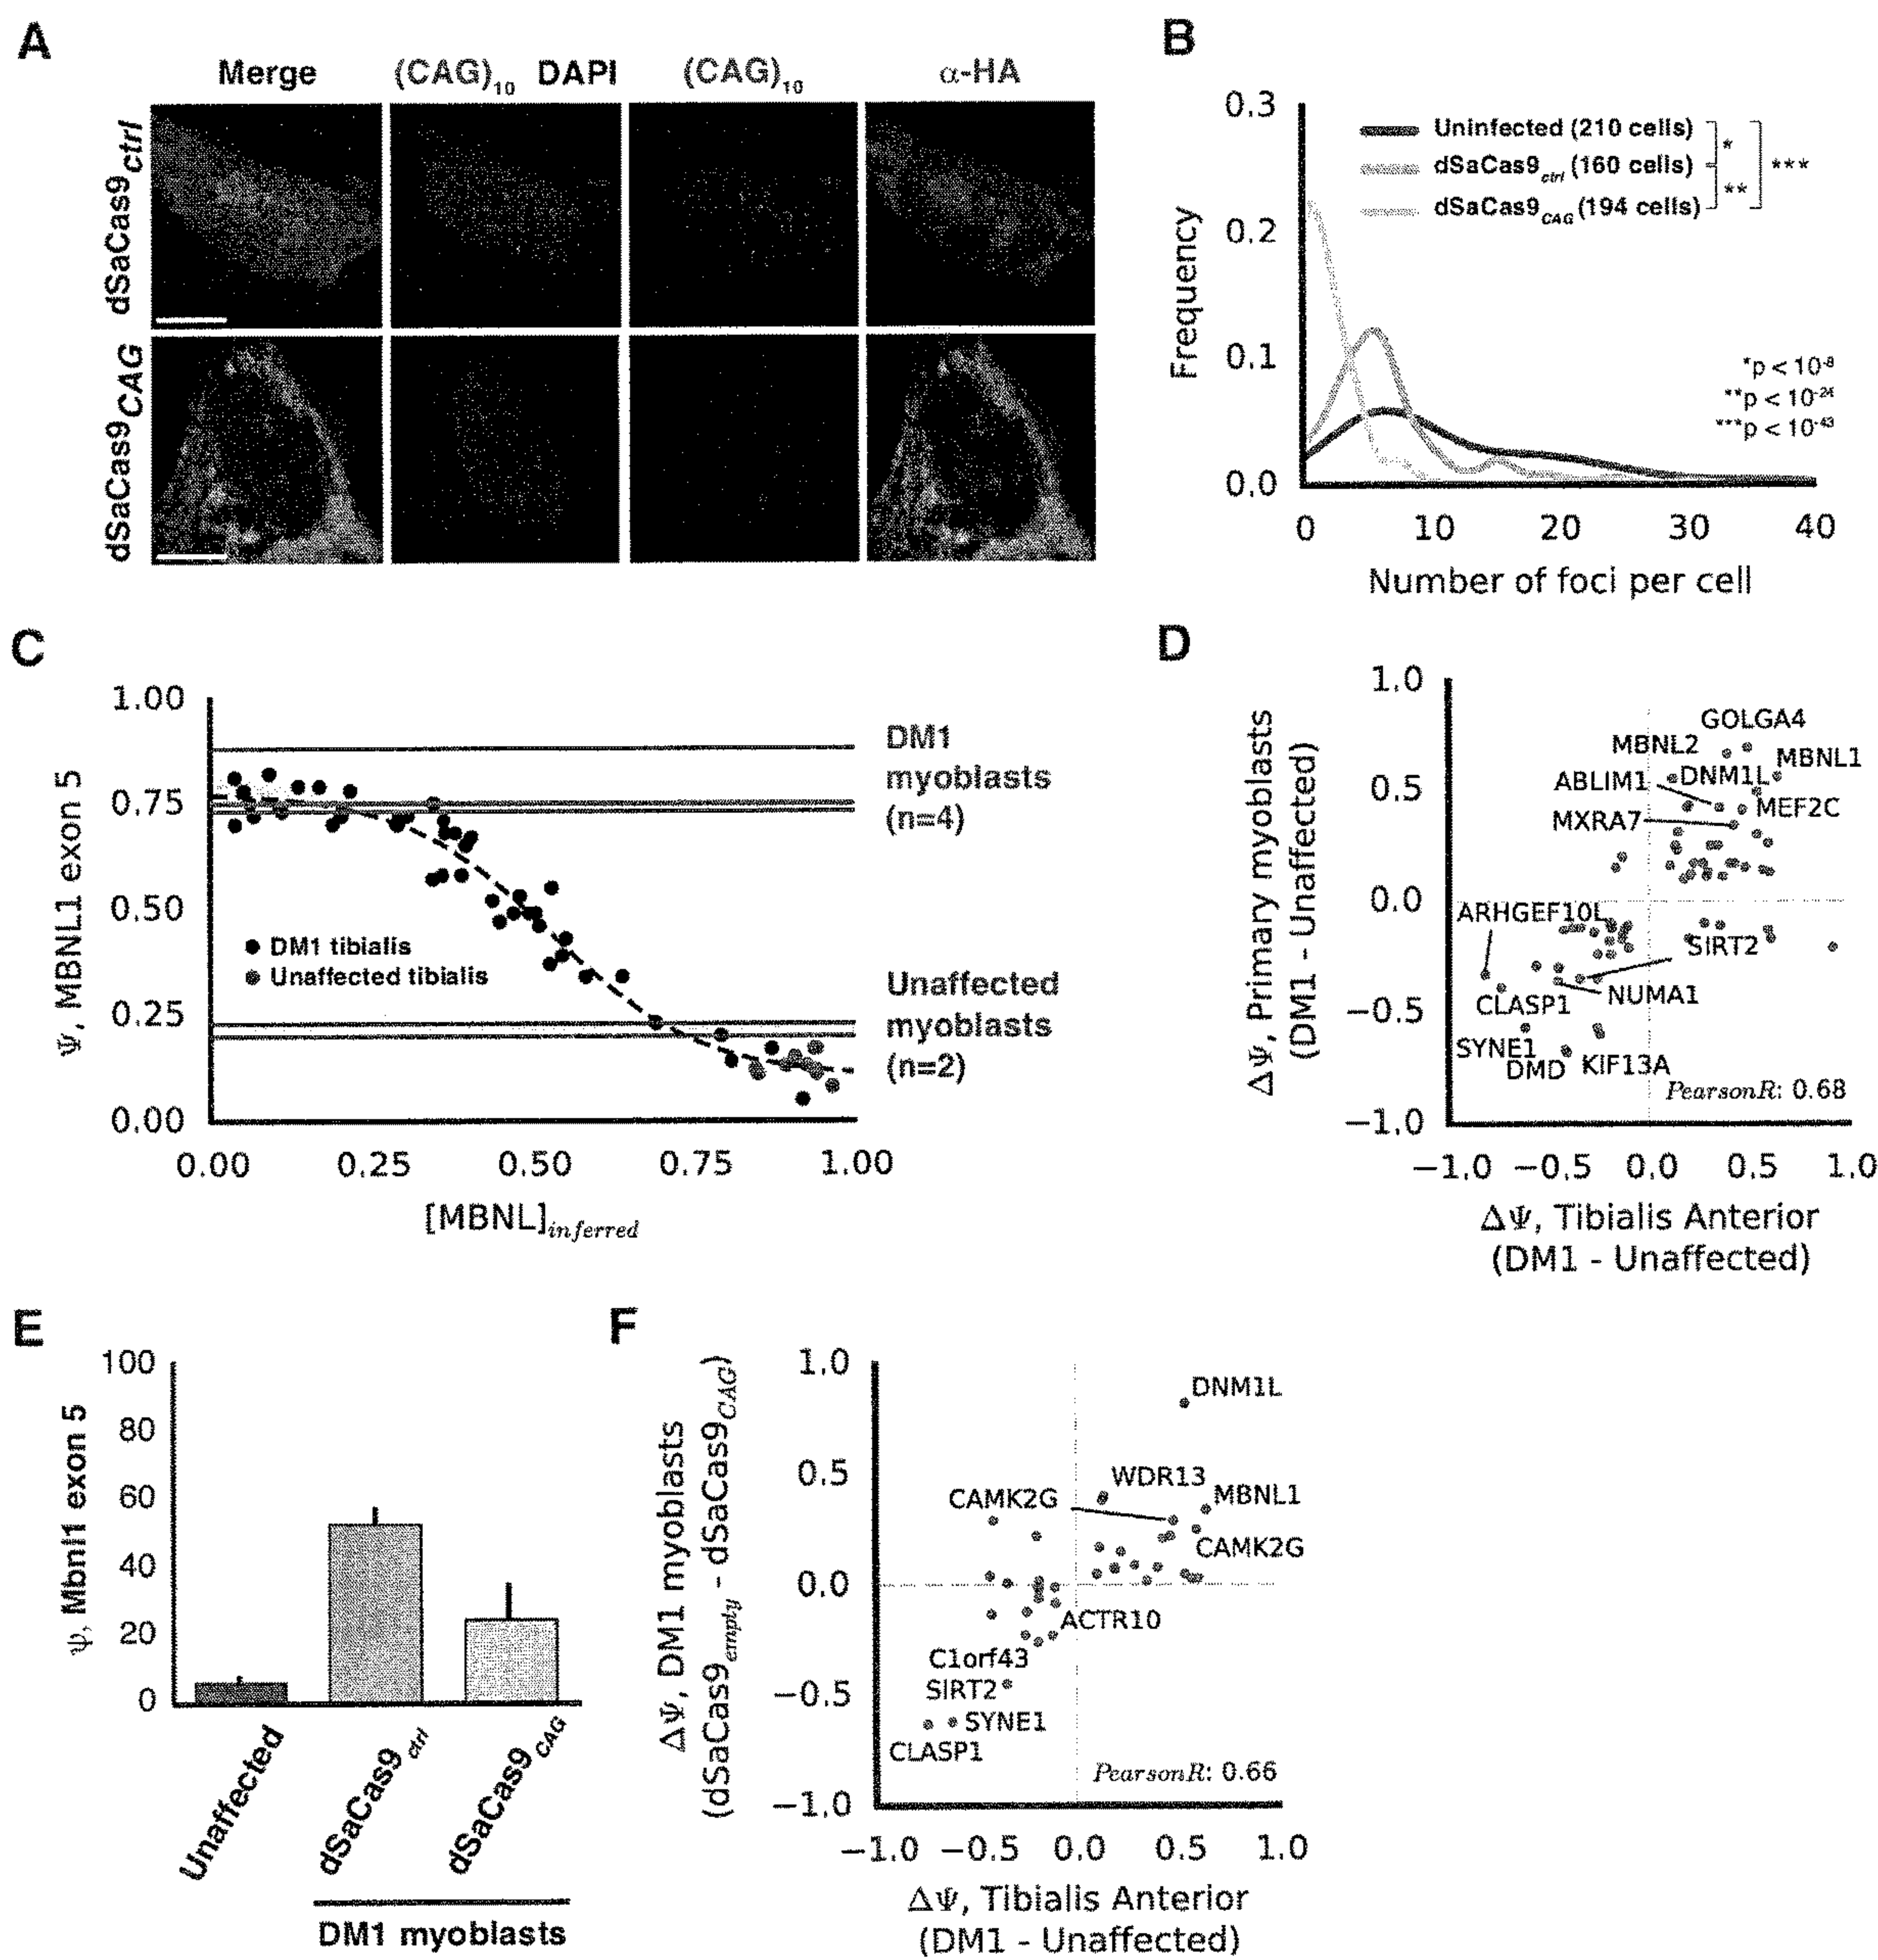 A
Merge
(CAG)10 DAPI
(CAG)10
α-HA
dSaCas9ctrl
dSaCas9CAG
B
0.3
0.2
0.1
0.0
Frequency
Uninfected (210 cells)
dSaCas9ctrl (160 cells)
dSaCas9CAG (194 cells)
*
**
***
*p < 10-8
**p < 10-24
***p < 10-43
0 10 20 30 40
Number of foci per cell
C
1.00
0.75
0.50
0.25
0.00
Ψ, MBNL1 exon 5
DM1 tibialis
Unaffected tibialis
DM1
myoblasts
(n=4)
Unaffected
myoblasts
(n=2)
0.00 0.25 0.50 0.75 1.00
[MBNL]inferred
D
1.0
0.5
0.0
−0.5
−1.0
ΔΨ, Primary myoblasts
(DM1 - Unaffected)
GOLGA4
MBNL2
MBNL1
ABLIM1
DNM1L
MXRA7
MEF2C
ARHGEF10L
SIRT2
CLASP1
NUMA1
SYNE1
DMD
KIF13A
PearsonR: 0.68
−1.0 −0.5 0.0 0.5 1.0
ΔΨ, Tibialis Anterior
(DM1 - Unaffected)
E
100
80
60
40
20
0
Ψ, Mbnl1 exon 5
Unaffected
dSaCas9ctrl
dSaCas9CAG
DM1 myoblasts
F
1.0
0.5
0.0
−0.5
−1.0
ΔΨ, DM1 myoblasts
(dSaCas9empty - dSaCas9CAG)
DNM1L
WDR13
CAMK2G
MBNL1
CAMK2G
ACTR10
C1orf43
SIRT2
SYNE1
CLASP1
PearsonR: 0.66
−1.0 −0.5 0.0 0.5 1.0
ΔΨ, Tibialis Anterior
(DM1 - Unaffected)